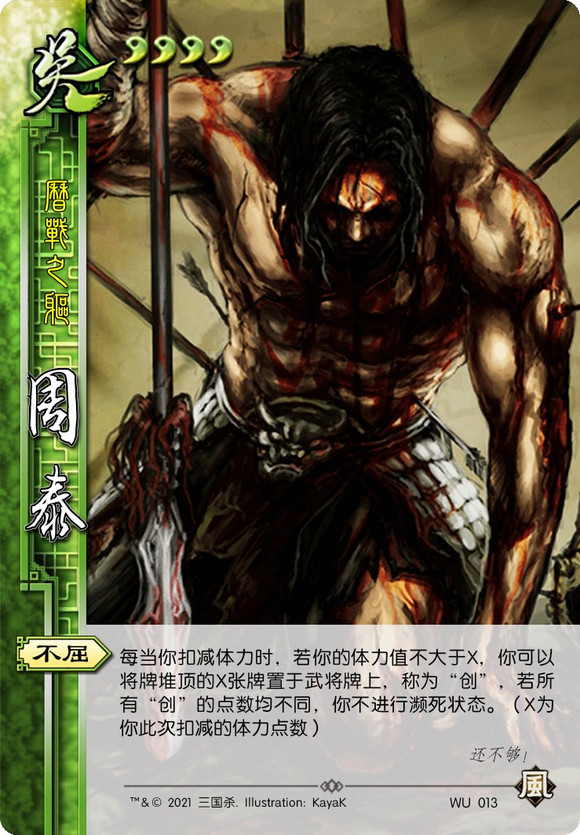 吴
曆戰之軀
周泰
不屈
每当你扣减体力时，若你的体力值不大于X，你可以
将牌堆顶的X张牌置于武将牌上，称为“创”，若所
有“创”的点数均不同，你不进行濒死状态。（X为
你此次扣减的体力点数）
还不够！
™&© 2021 三国杀. Illustration: KayaK
WU 013
風